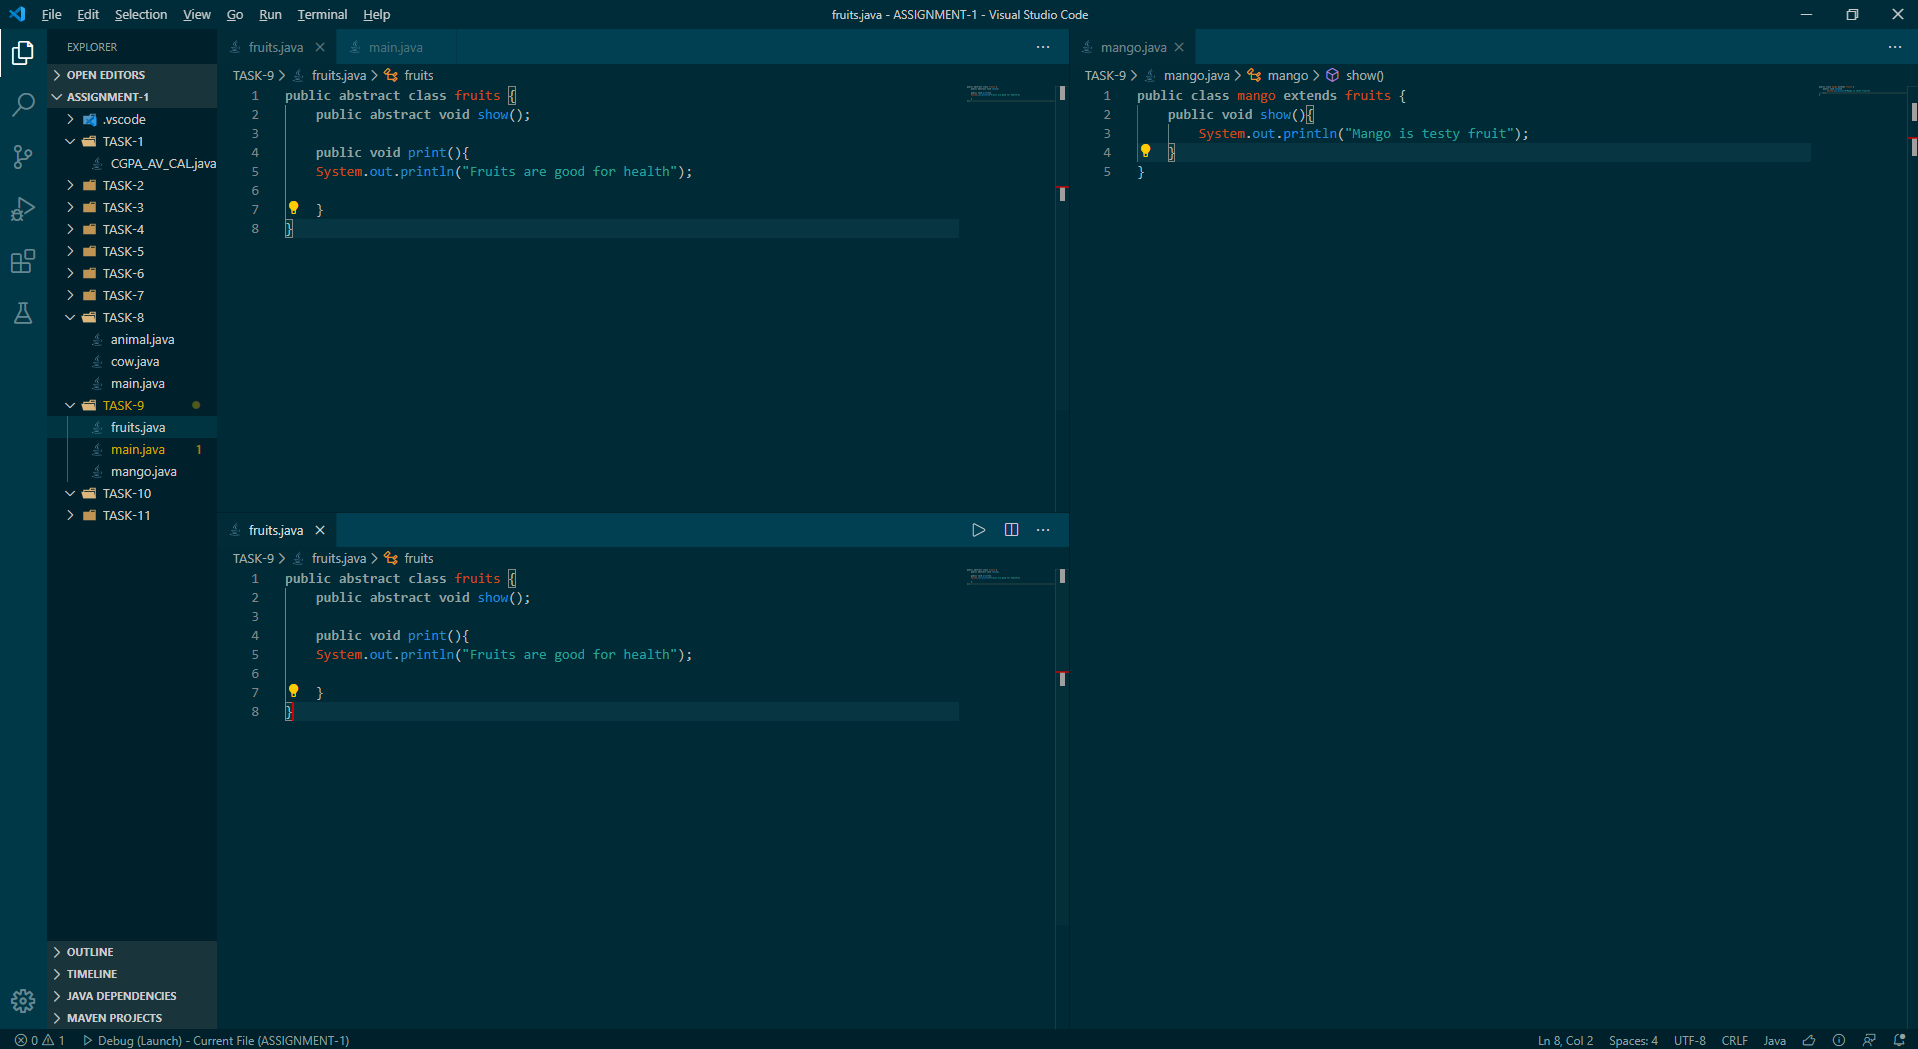 File Edit Selection View Go Run Terminal Help
fruits.java - ASSIGNMENT-1 - Visual Studio Code
EXPLORER
OPEN EDITORS
ASSIGNMENT-1
.vscode
TASK-1
CGPA_AV_CAL.java
TASK-2
TASK-3
TASK-4
TASK-5
TASK-6
TASK-7
TASK-8
animal.java
cow.java
main.java
TASK-9
fruits.java
main.java 1
mango.java
TASK-10
TASK-11
OUTLINE
TIMELINE
JAVA DEPENDENCIES
MAVEN PROJECTS
fruits.java main.java
TASK-9 fruits.java fruits
1 public abstract class fruits {
2 public abstract void show();
3
4 public void print(){
5 System.out.println("Fruits are good for health");
6
7 }
8 }
fruits.java
TASK-9 fruits.java fruits
1 public abstract class fruits {
2 public abstract void show();
3
4 public void print(){
5 System.out.println("Fruits are good for health");
6
7 }
8 }
mango.java
TASK-9 mango.java mango show()
1 public class mango extends fruits {
2 public void show(){
3 System.out.println("Mango is testy fruit");
4 }
5 }
0 1 Debug (Launch) - Current File (ASSIGNMENT-1)
Ln 8, Col 2 Spaces: 4 UTF-8 CRLF Java